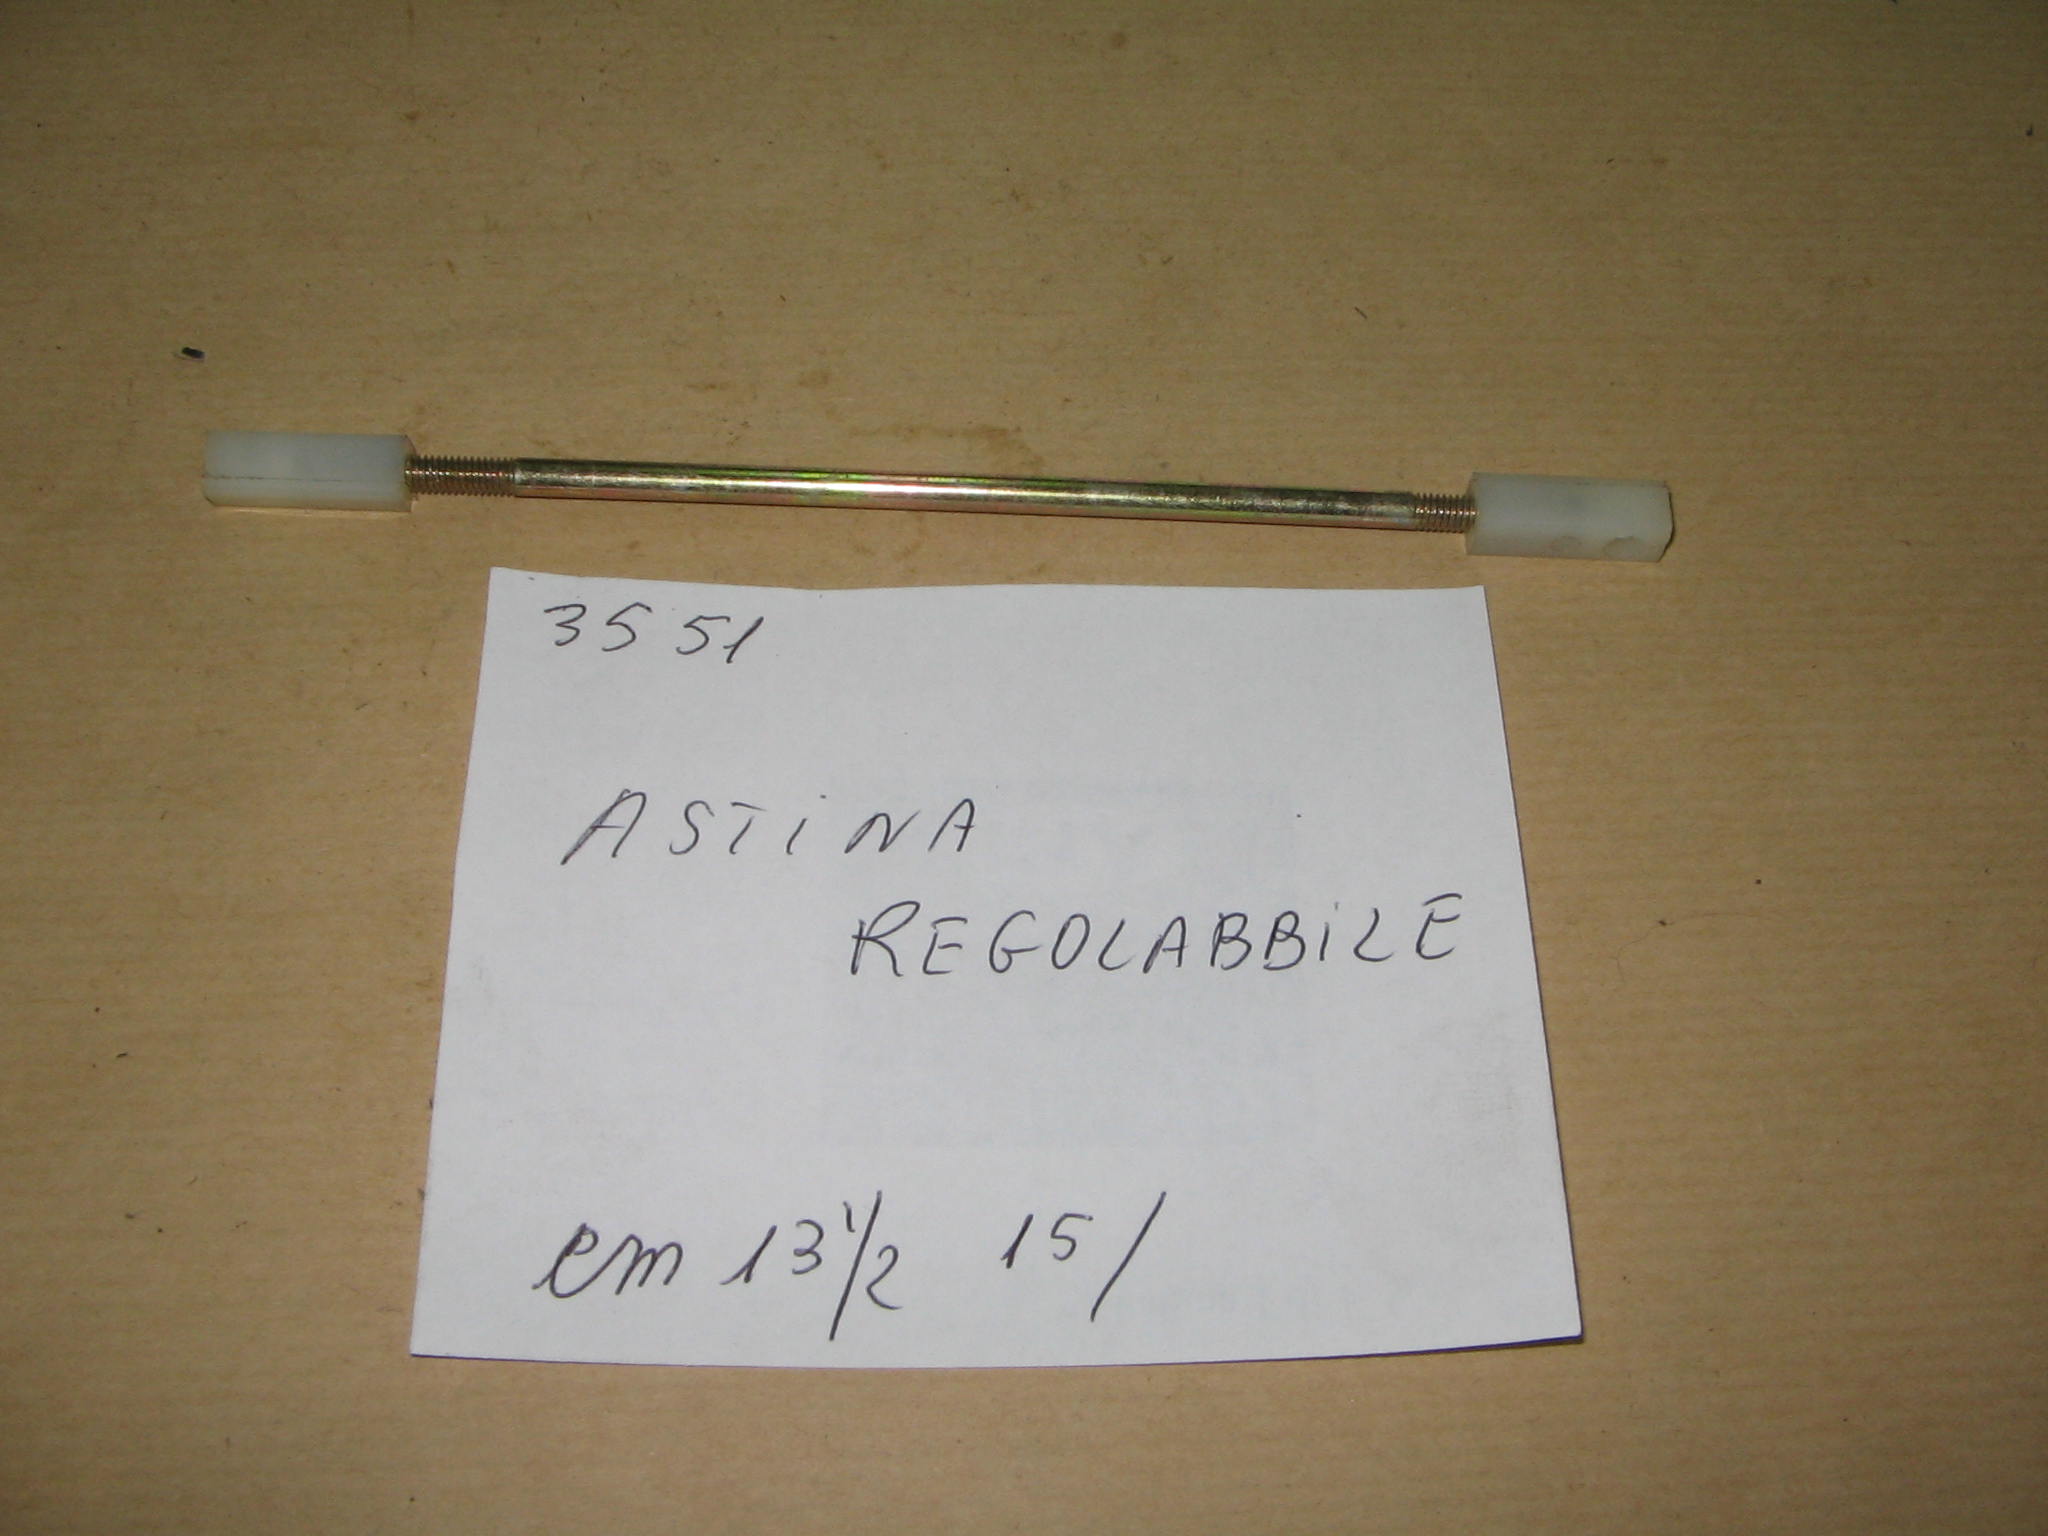 3551
ASTiNA
REGOLABBiLE
cm 13 1/2 15/